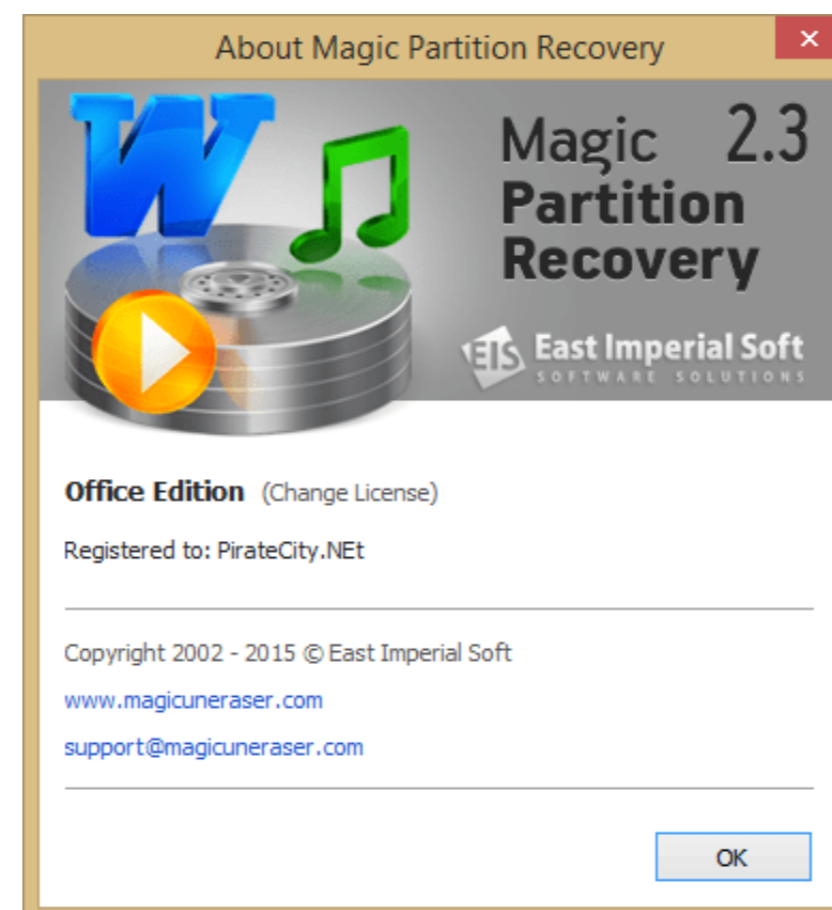 About Magic Partition Recovery
W
Magic 2.3
Partition
Recovery
EIS East Imperial Soft
SOFTWARE SOLUTIONS
Office Edition (Change License)
Registered to: PirateCity.NEt
Copyright 2002 - 2015 © East Imperial Soft
www.magicuneraser.com
support@magicuneraser.com
OK